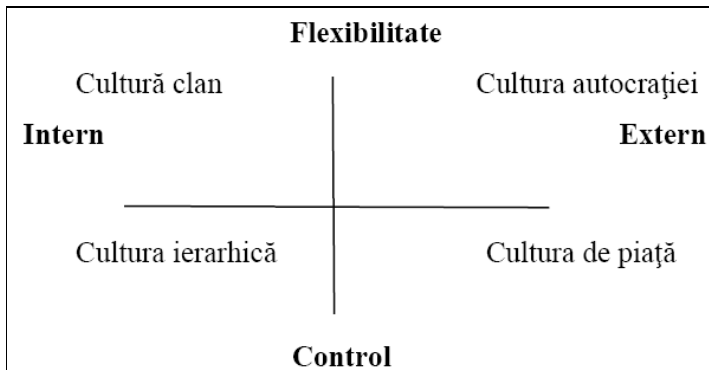 Flexibilitate
Cultură clan
Cultura autocraţiei
Intern
Extern
Cultura ierarhică
Cultura de piaţă
Control